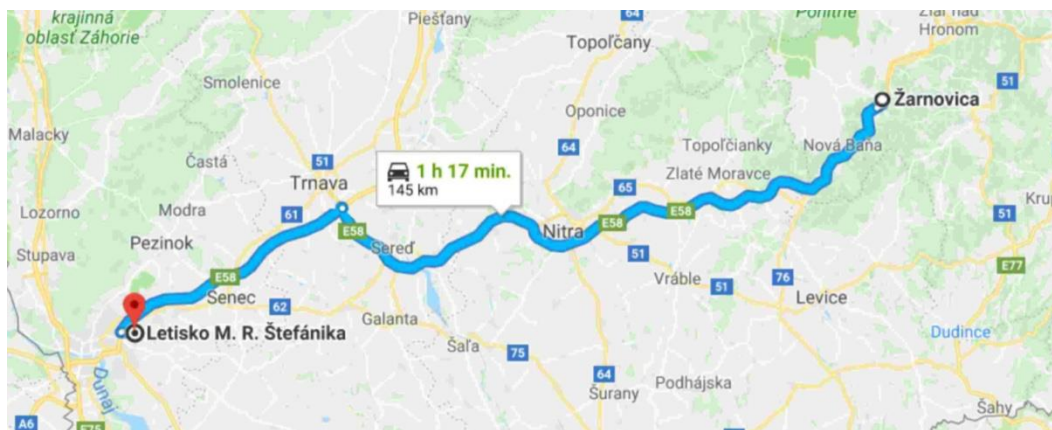 krajinná
oblasť Záhorie
Piešťany
64
Topoľčany
Ponitrie
Žiar nad
Hronom
51
Smolenice
Malacky
Častá
51
Trnava
1 h 17 min.
145 km
Oponice
64
Žarnovica
Topoľčianky
Nová Baňa
Zlaté Moravce
65
E58
E58
Lozorno
Modra
61
E58
Pezinok
Stupava
Sereď
Nitra
51
Vráble
51
76
Levice
E77
E58
Senec
62
Letisko M. R. Štefánika
Galanta
Šaľa
75
64
Šurany
Podhájska
Dudince
Šahy
Dunaj
A6
E75